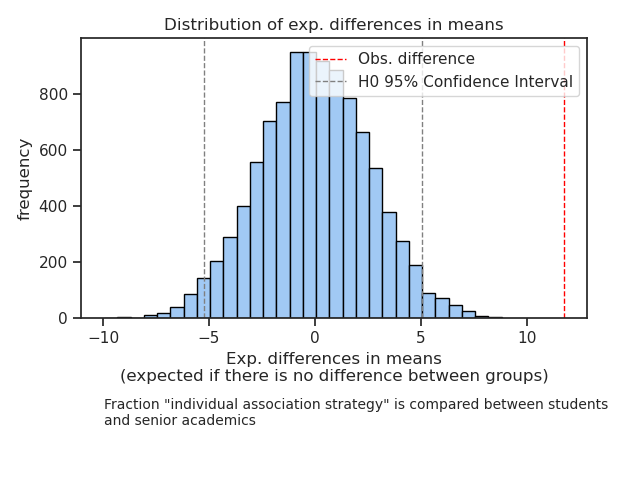 Distribution of exp. differences in means
Obs. difference
H0 95% Confidence Interval
frequency
800
600
400
200
0
−10
−5
0
5
10
Exp. differences in means
(expected if there is no difference between groups)
Fraction "individual association strategy" is compared between students
and senior academics